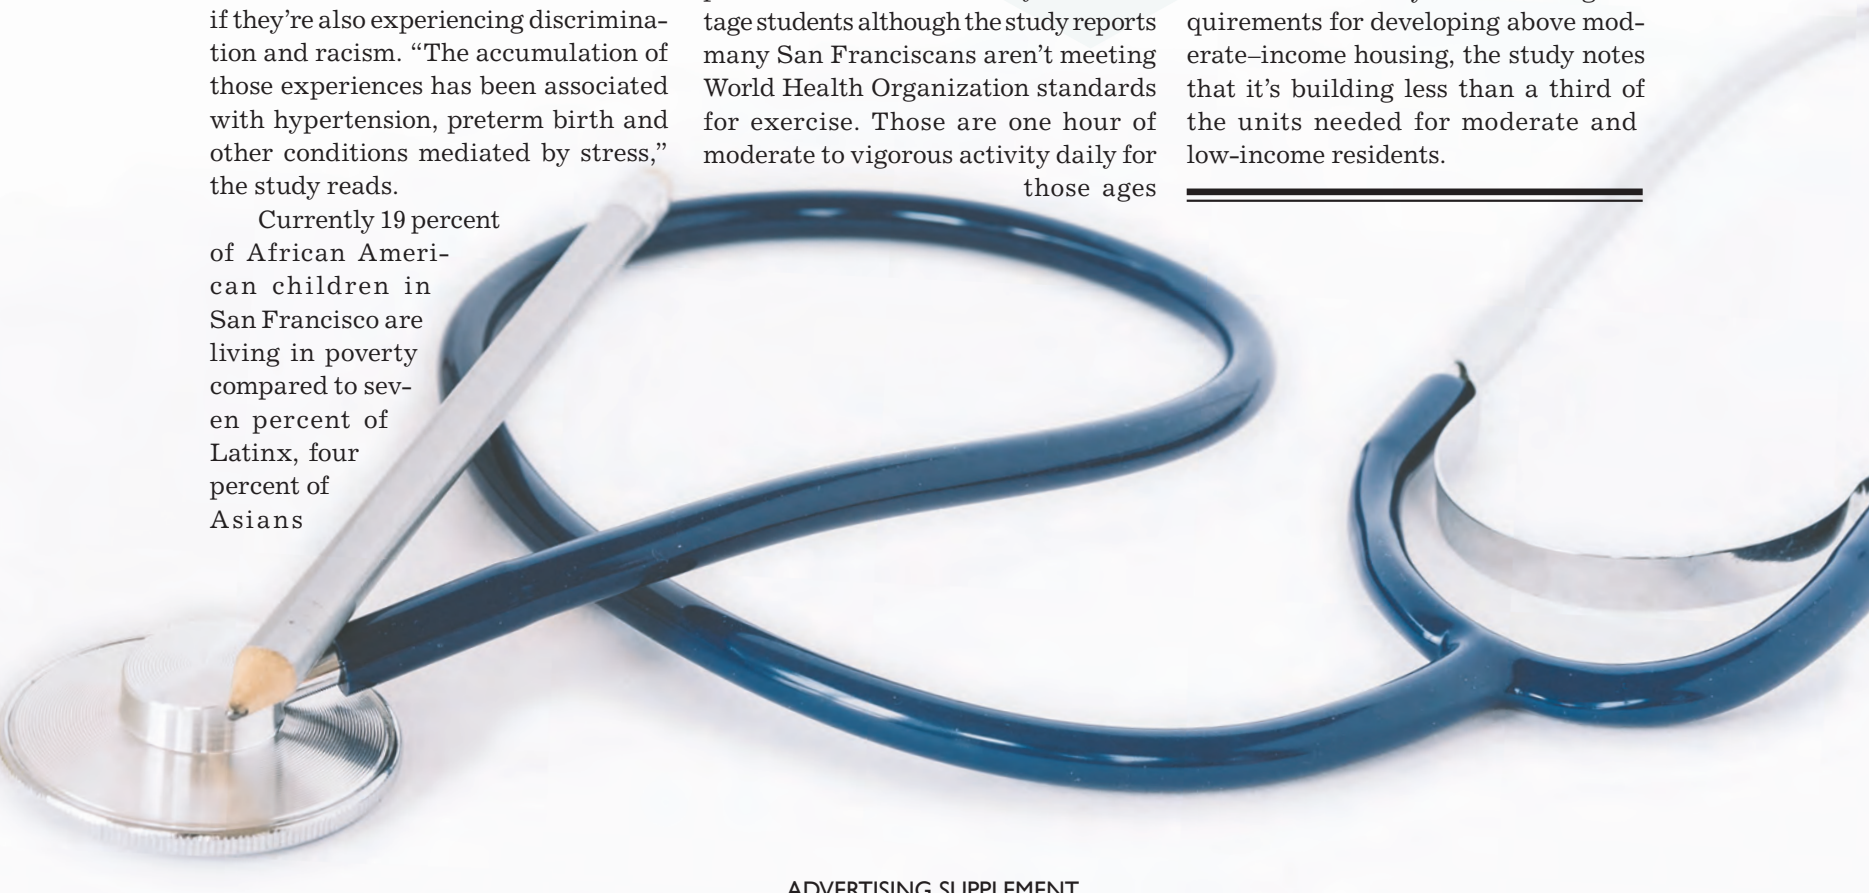 if they’re also experiencing discrimina-
tion and racism. “The accumulation of
those experiences has been associated
with hypertension, preterm birth and
other conditions mediated by stress,”
the study reads.
Currently 19 percent
of African Ameri-
can children in
San Francisco are
living in poverty
compared to sev-
en percent of
Latinx, four
percent of
Asians
tage students although the study reports
many San Franciscans aren’t meeting
World Health Organization standards
for exercise. Those are one hour of
moderate to vigorous activity daily for
those ages
quirements for developing above mod-
erate–income housing, the study notes
that it’s building less than a third of
the units needed for moderate and
low-income residents.
ADVERTISING SUPPLEMENT